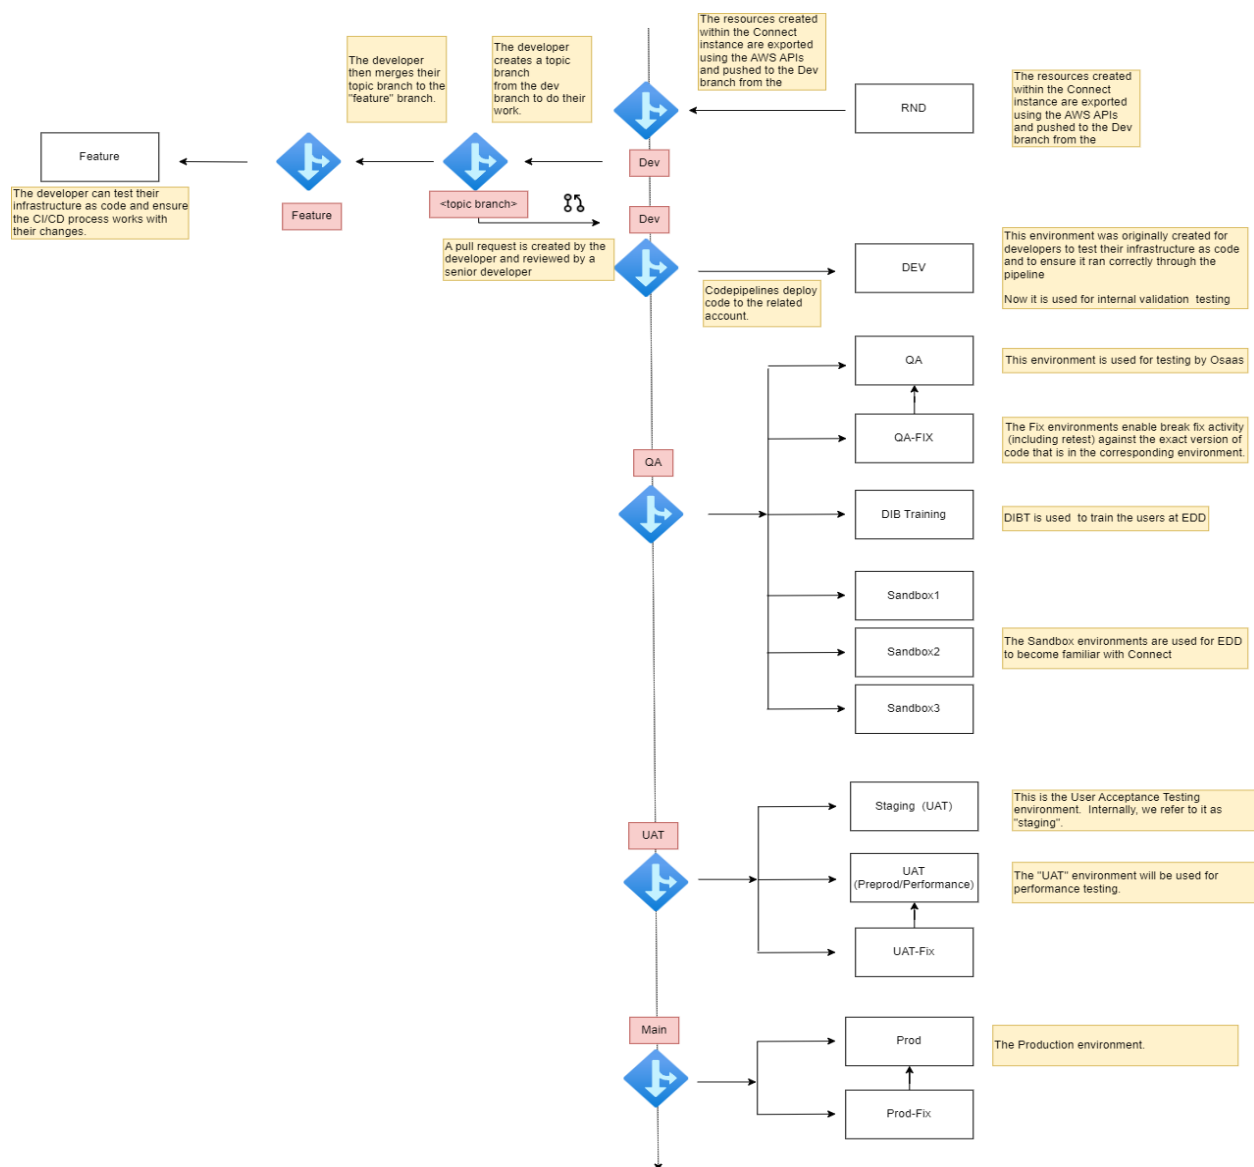 The resources created
within the Connect
instance are exported
using the AWS APIs
and pushed to the Dev
branch from the
The developer
creates a topic
branch
from the dev
branch to do their
work.
The developer
then merges their
topic branch to the
"feature" branch.
RND
The resources created
within the Connect
instance are exported
using the AWS APIs
and pushed to the Dev
branch from the
Feature
Dev
The developer can test their
infrastructure as code and ensure
the CI/CD process works with
their changes.
Feature
<topic branch>
Dev
A pull request is created by the
developer and reviewed by a
senior developer
Codepipelines deploy
code to the related
account.
DEV
This environment was originally created for
developers to test their infrastructure as code
and to ensure it ran correctly through the
pipeline
Now it is used for internal validation testing
QA
This environment is used for testing by Osaas
QA-FIX
The Fix environments enable break fix activity
(including retest) against the exact version of
code that is in the corresponding environment.
QA
DIB Training
DIBT is used to train the users at EDD
Sandbox1
Sandbox2
The Sandbox environments are used for EDD
to become familiar with Connect
Sandbox3
Staging (UAT)
This is the User Acceptance Testing
environment. Internally, we refer to it as
"staging".
UAT
UAT
(Preprod/Performance)
The "UAT" environment will be used for
performance testing.
UAT-Fix
Main
Prod
The Production environment.
Prod-Fix